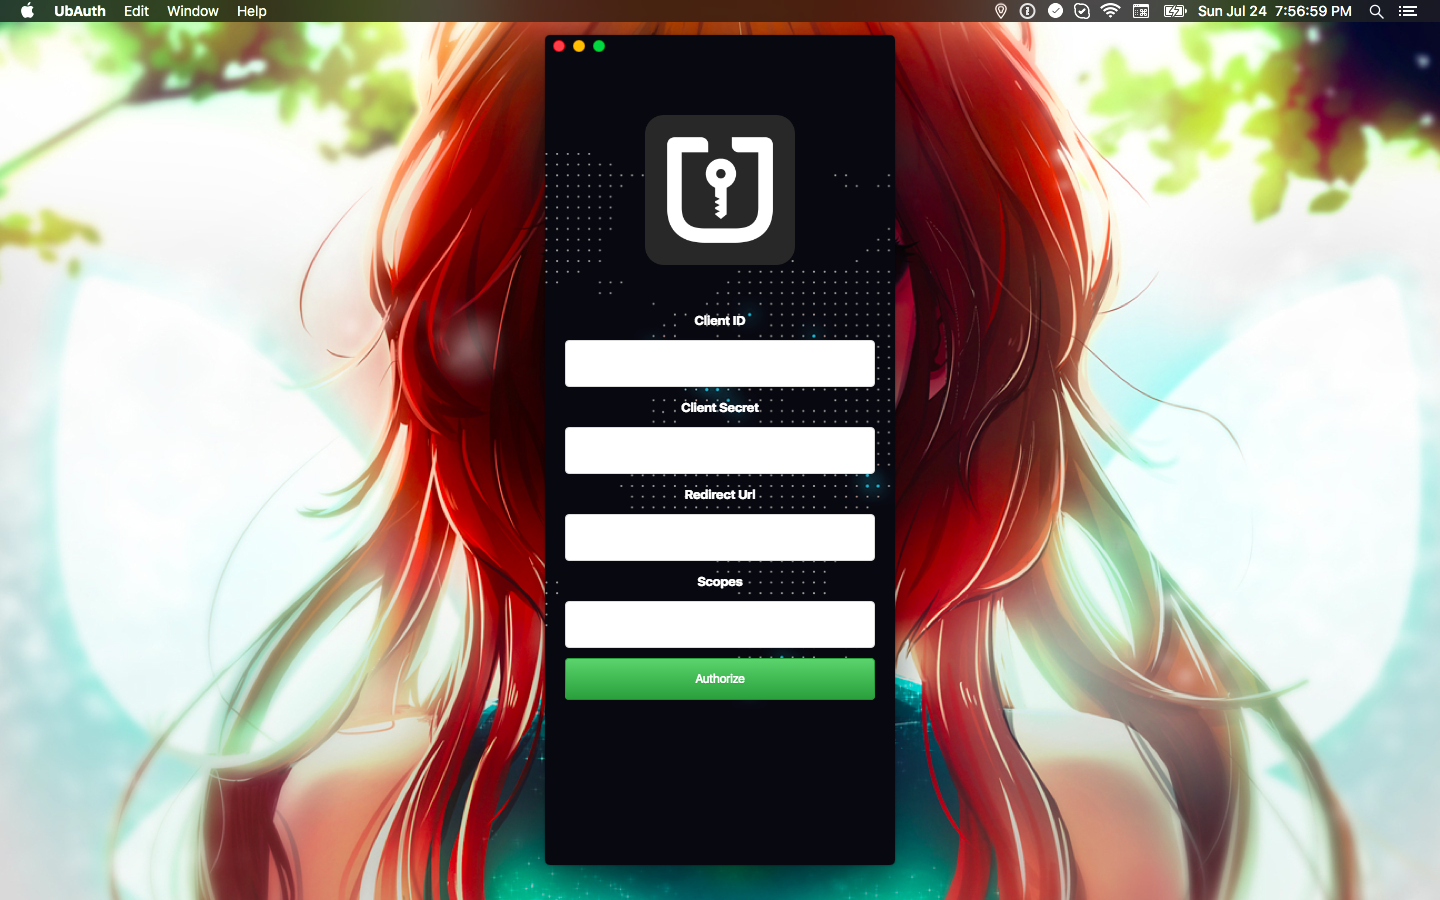 UbAuth Edit Window Help Sun Jul 24 7:56:59 PM
Client ID
Client Secret
Redirect Url
Scopes
Authorize